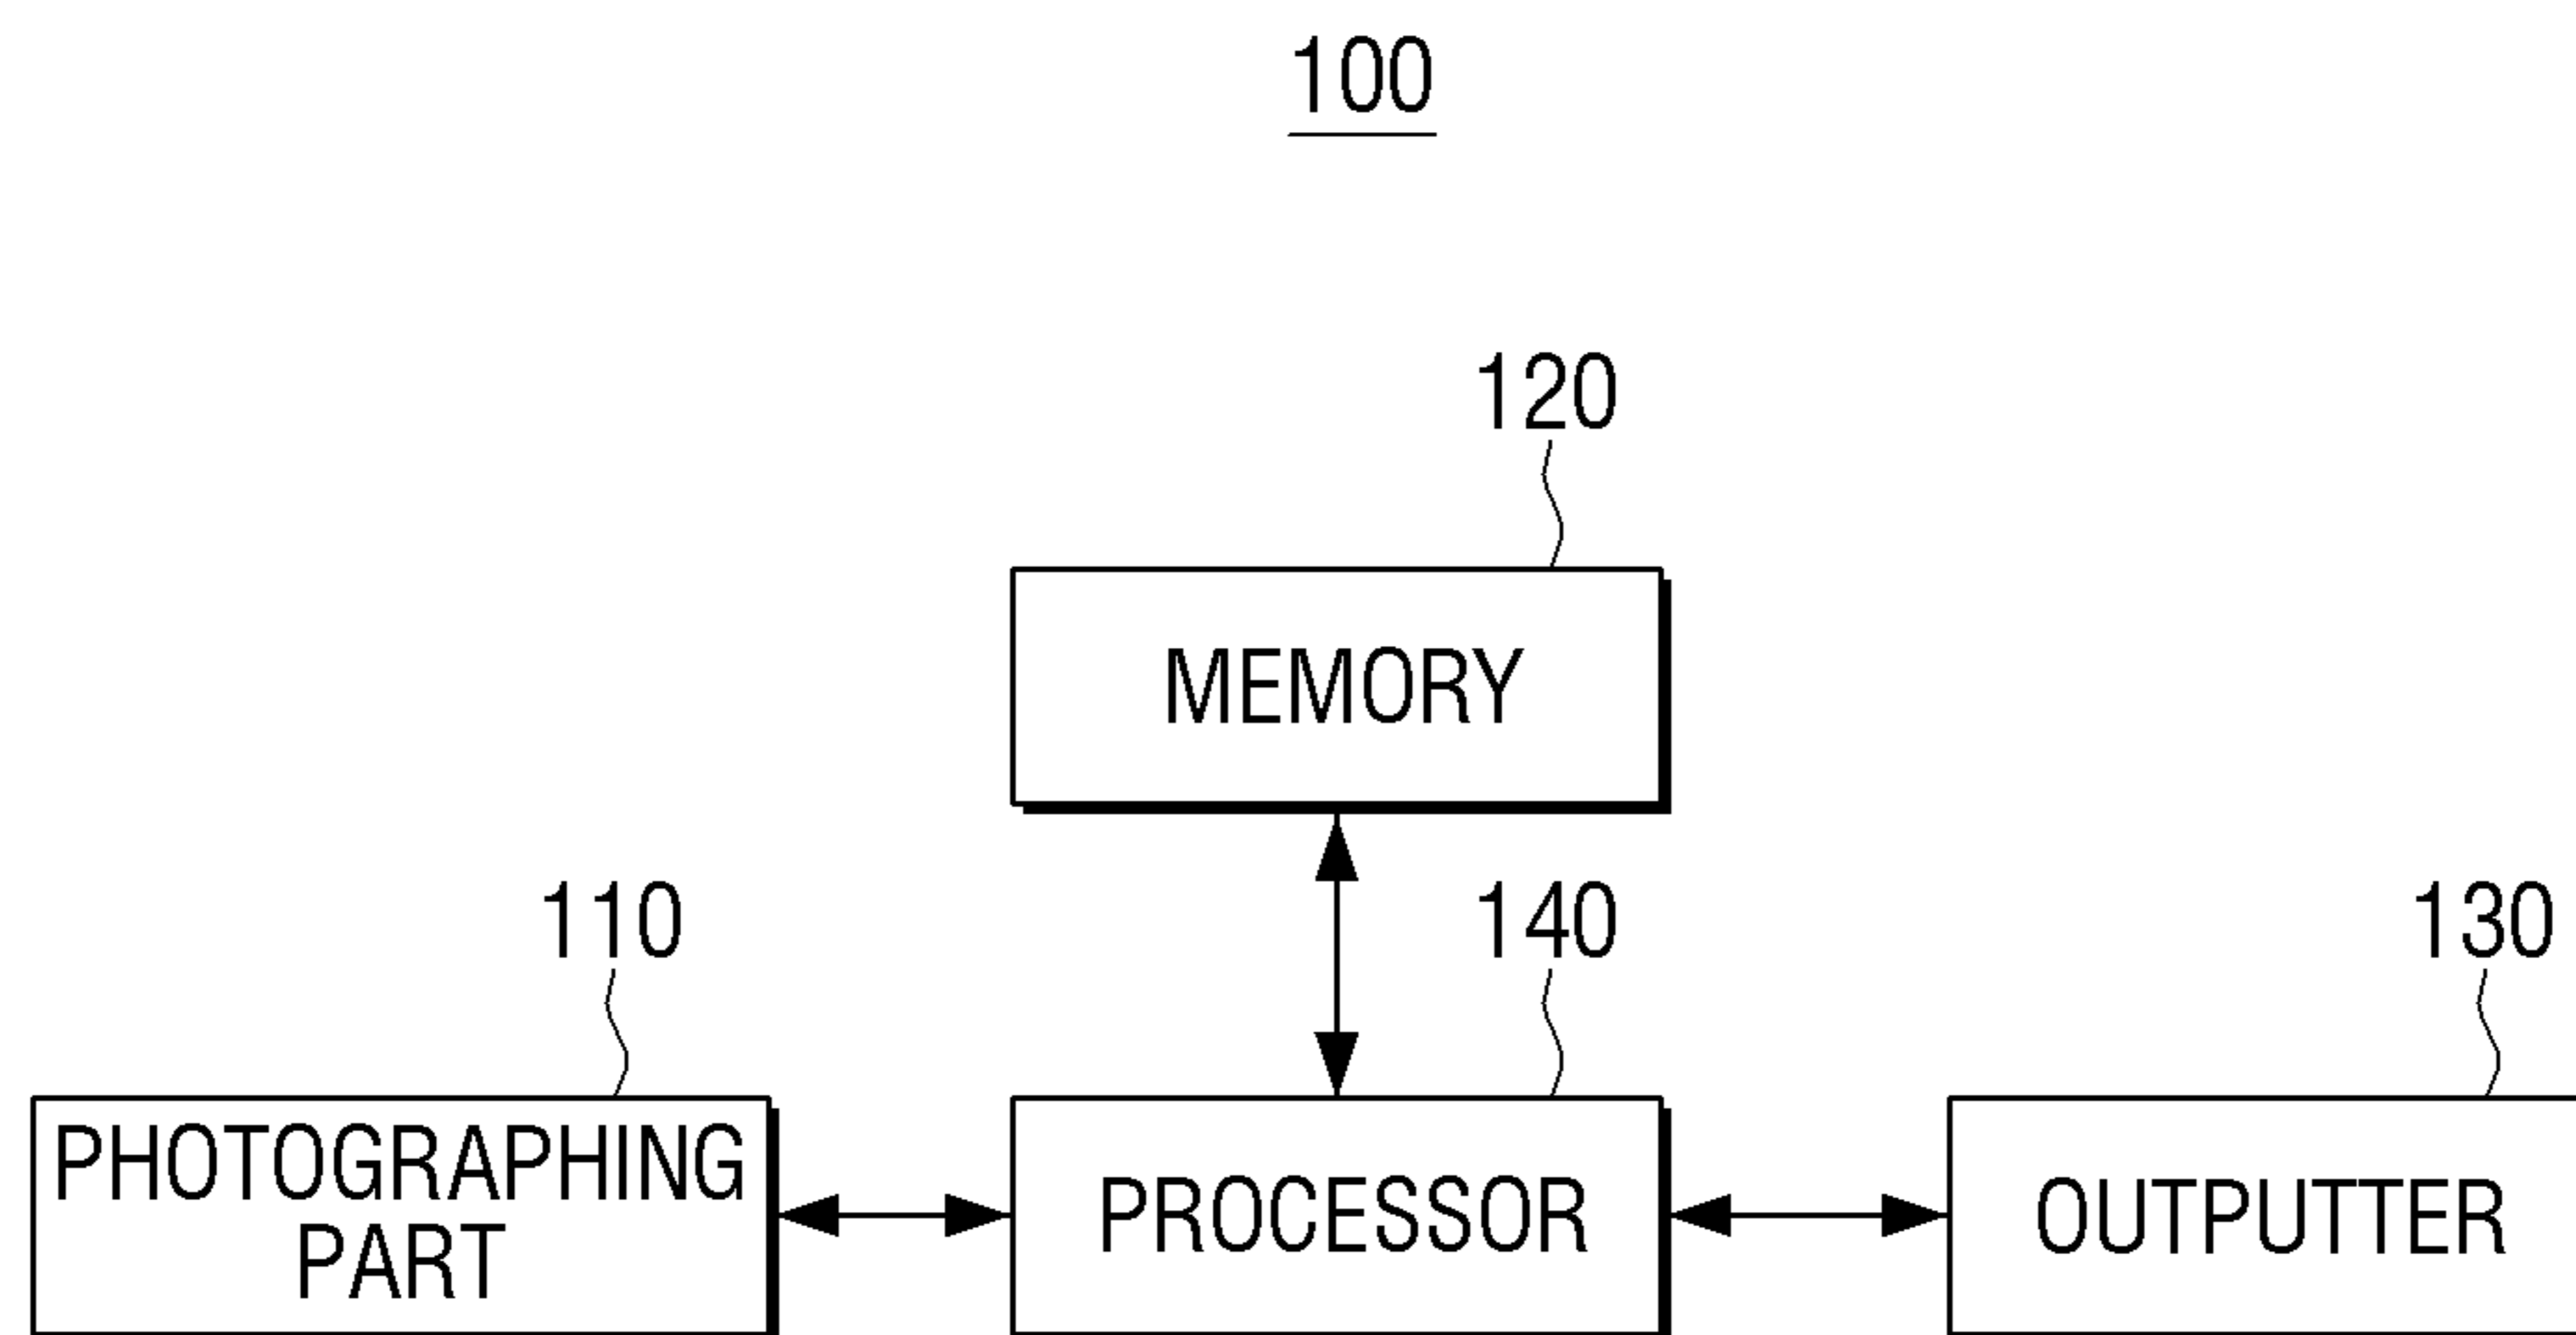 100
120
MEMORY
110
140
130
PHOTOGRAPHING
PART
PROCESSOR
OUTPUTTER